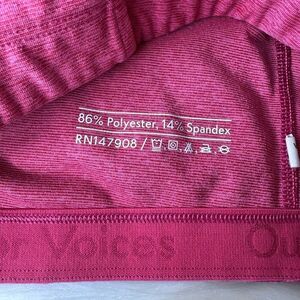 86% Polyester, 14% Spandex
RN147908 /
Voices